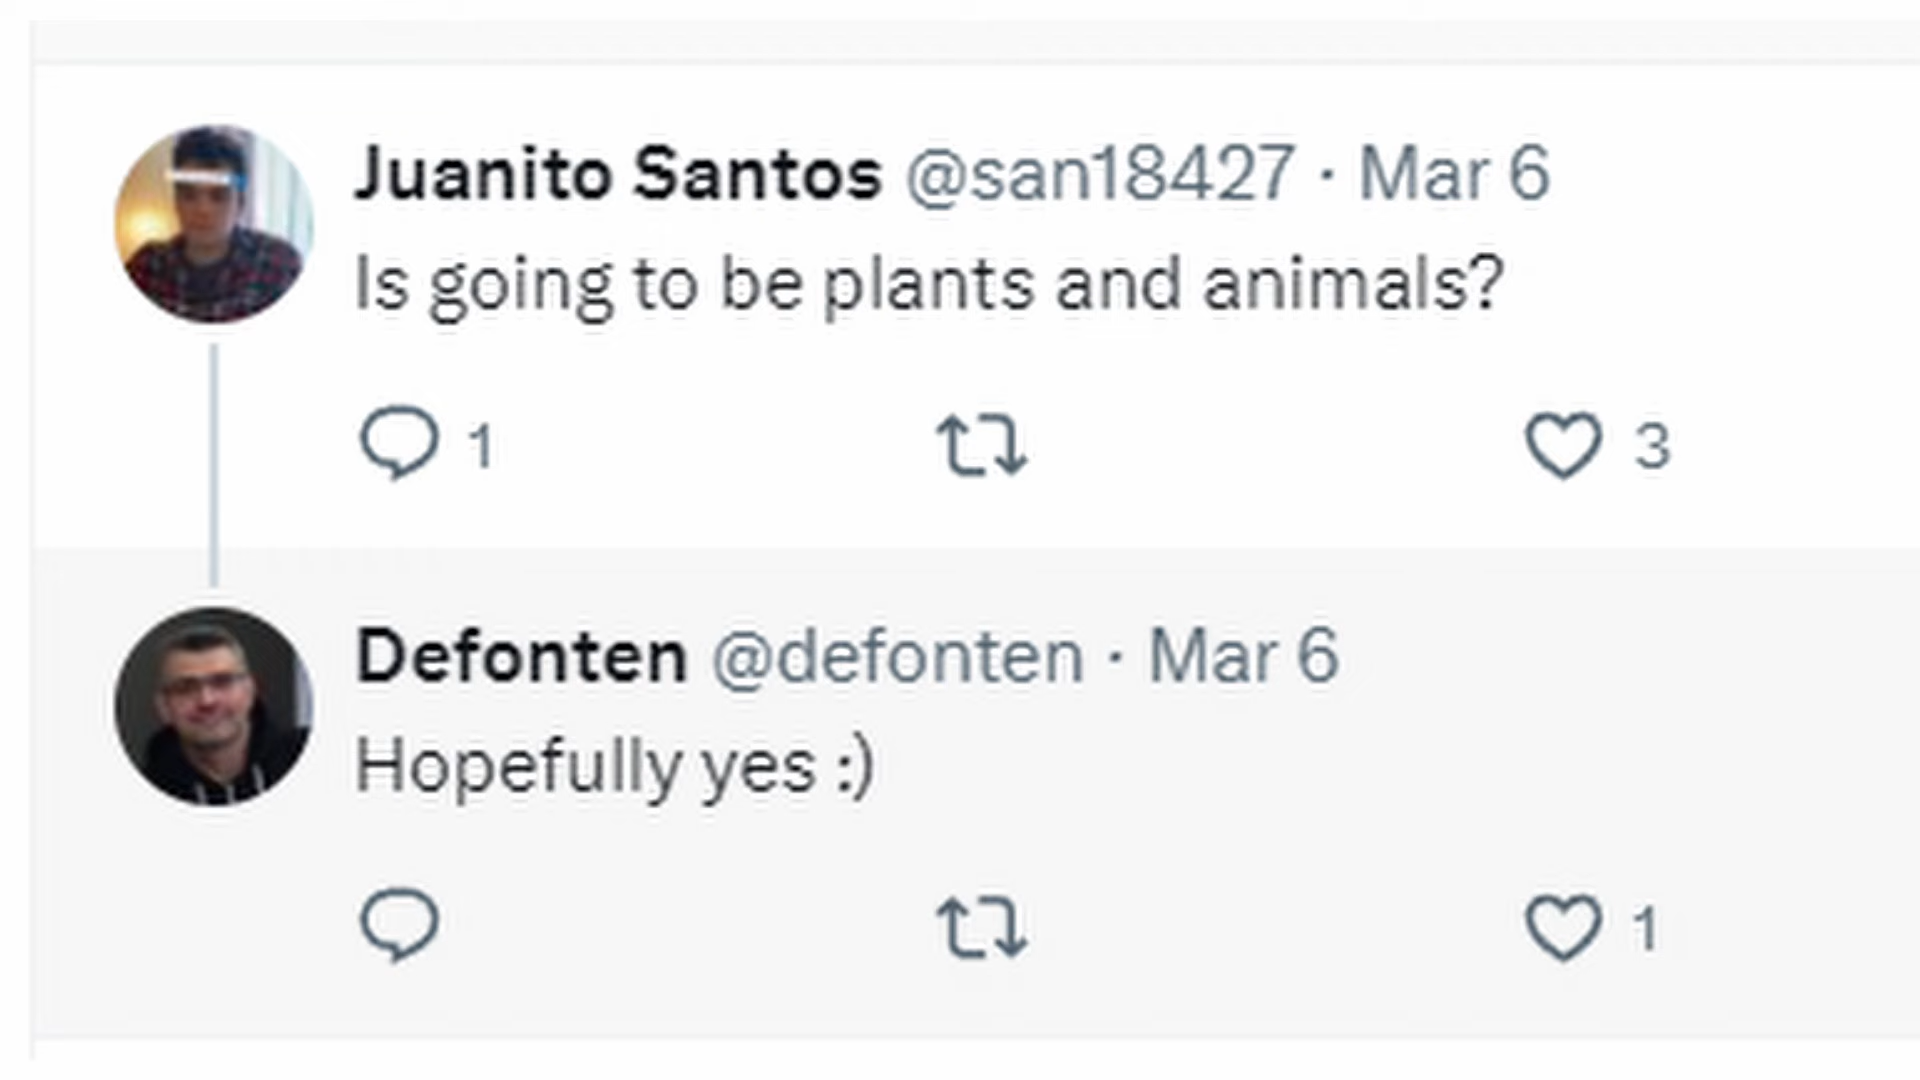 Juanito Santos @san18427 · Mar 6
Is going to be plants and animals?
1 3
Defonten @defonten · Mar 6
Hopefully yes :)
1